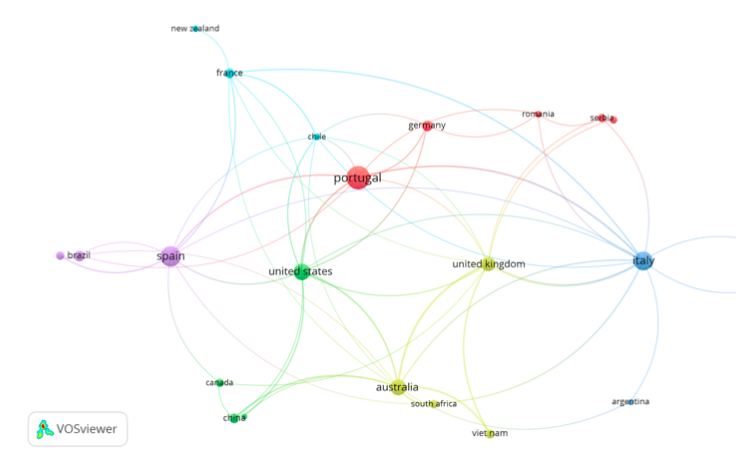 new zealand
france
romania
serbia
germany
chile
portugal
brazil
spain
united kingdom
italy
united states
canada
australia
argentina
south africa
china
viet nam
VOSviewer